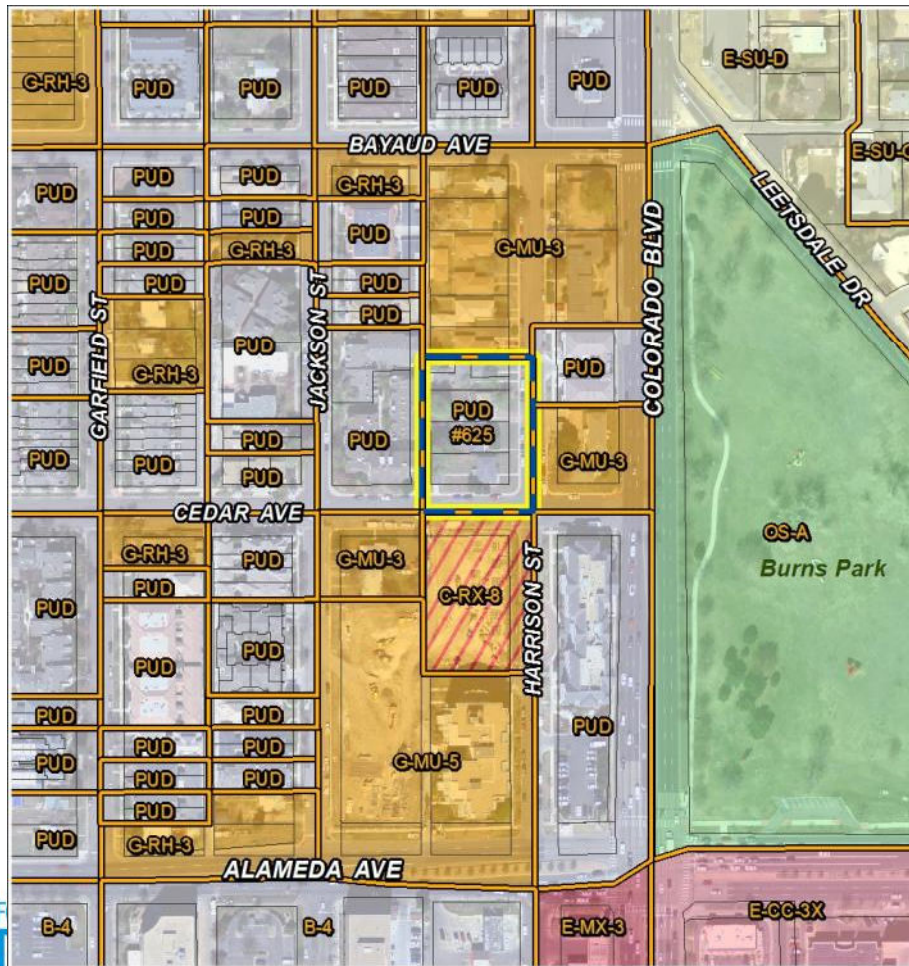 E-SU-D
G-RH-3
PUD
PUD
PUD
PUD
PUD
BAYAUD AVE
E-SU-
PUD
PUD
PUD
G-RH-3
LEETSDALE DR
PUD
PUD
PUD
COLORADO BLVD
PUD
G-RH-3
G-MU-3
PUD
PUD
PUD
JACKSON ST
GARFIELD ST
PUD
PUD
PUD
G-RH-3
PUD
PUD
#625
PUD
PUD
PUD
PUD
G-MU-3
PUD
CEDAR AVE
OS-A
Burns Park
G-RH-3
PUD
G-MU-3
HARRISON ST
PUD
PUD
C-RX-8
PUD
PUD
PUD
PUD
PUD
PUD
PUD
PUD
PUD
G-MU-5
PUD
PUD
PUD
PUD
G-RH-3
ALAMEDA AVE
B-4
B-4
E-MX-3
E-CC-3X